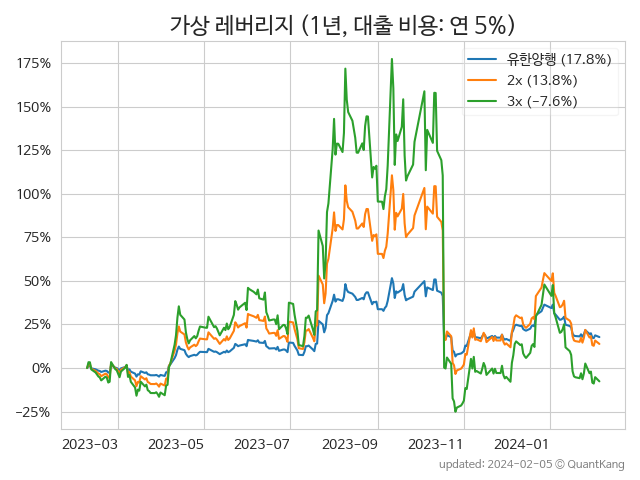 가상 레버리지 (1년, 대출 비용: 연 5%)
유한양행 (17.8%)
2x (13.8%)
3x (−7.6%)
175%
150%
125%
100%
75%
50%
25%
0%
−25%
2023-03 2023-05 2023-07 2023-09 2023-11 2024-01
updated: 2024-02-05 © QuantKang